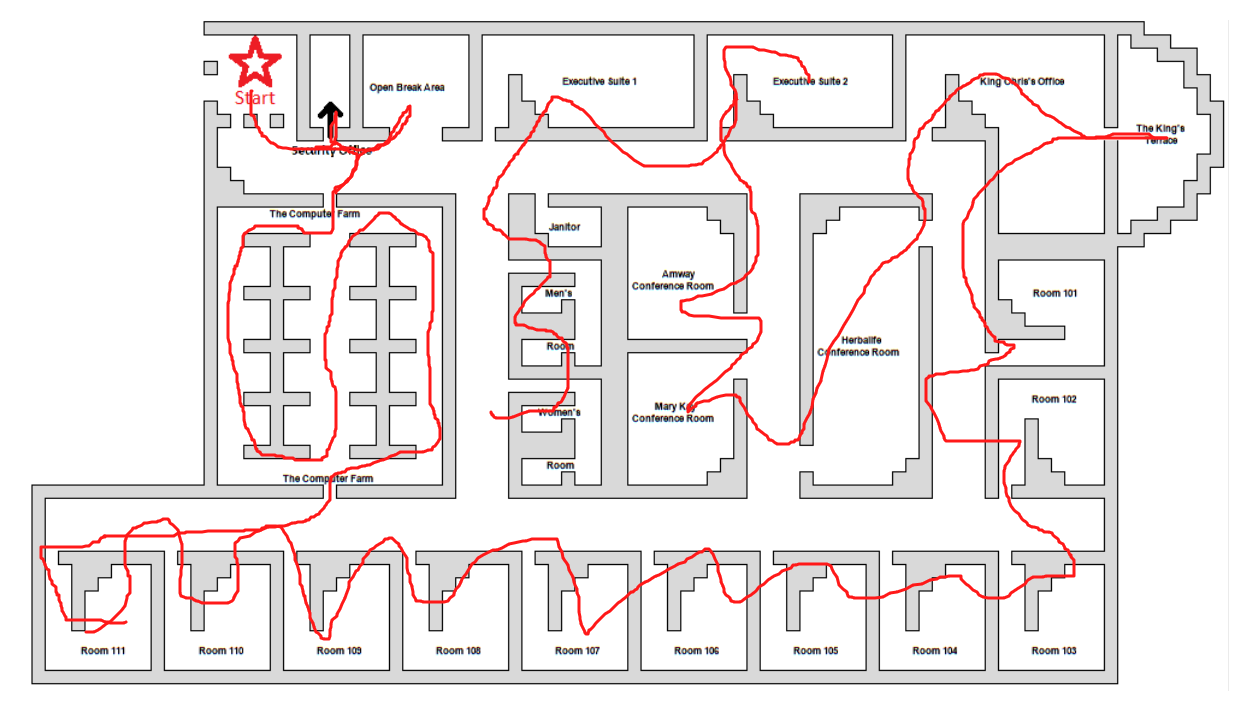 Start
Open Break Area
Executive Suite 1
Executive Suite 2
King Chris's Office
The King's
Terrace
Security Office
The Computer Farm
Janitor
Amway
Conference Room
Men's
Room
Room 101
Herbalife
Conference Room
Women's
Room
Mary Kay
Conference Room
Room 102
The Computer Farm
Room 111
Room 110
Room 109
Room 108
Room 107
Room 106
Room 105
Room 104
Room 103